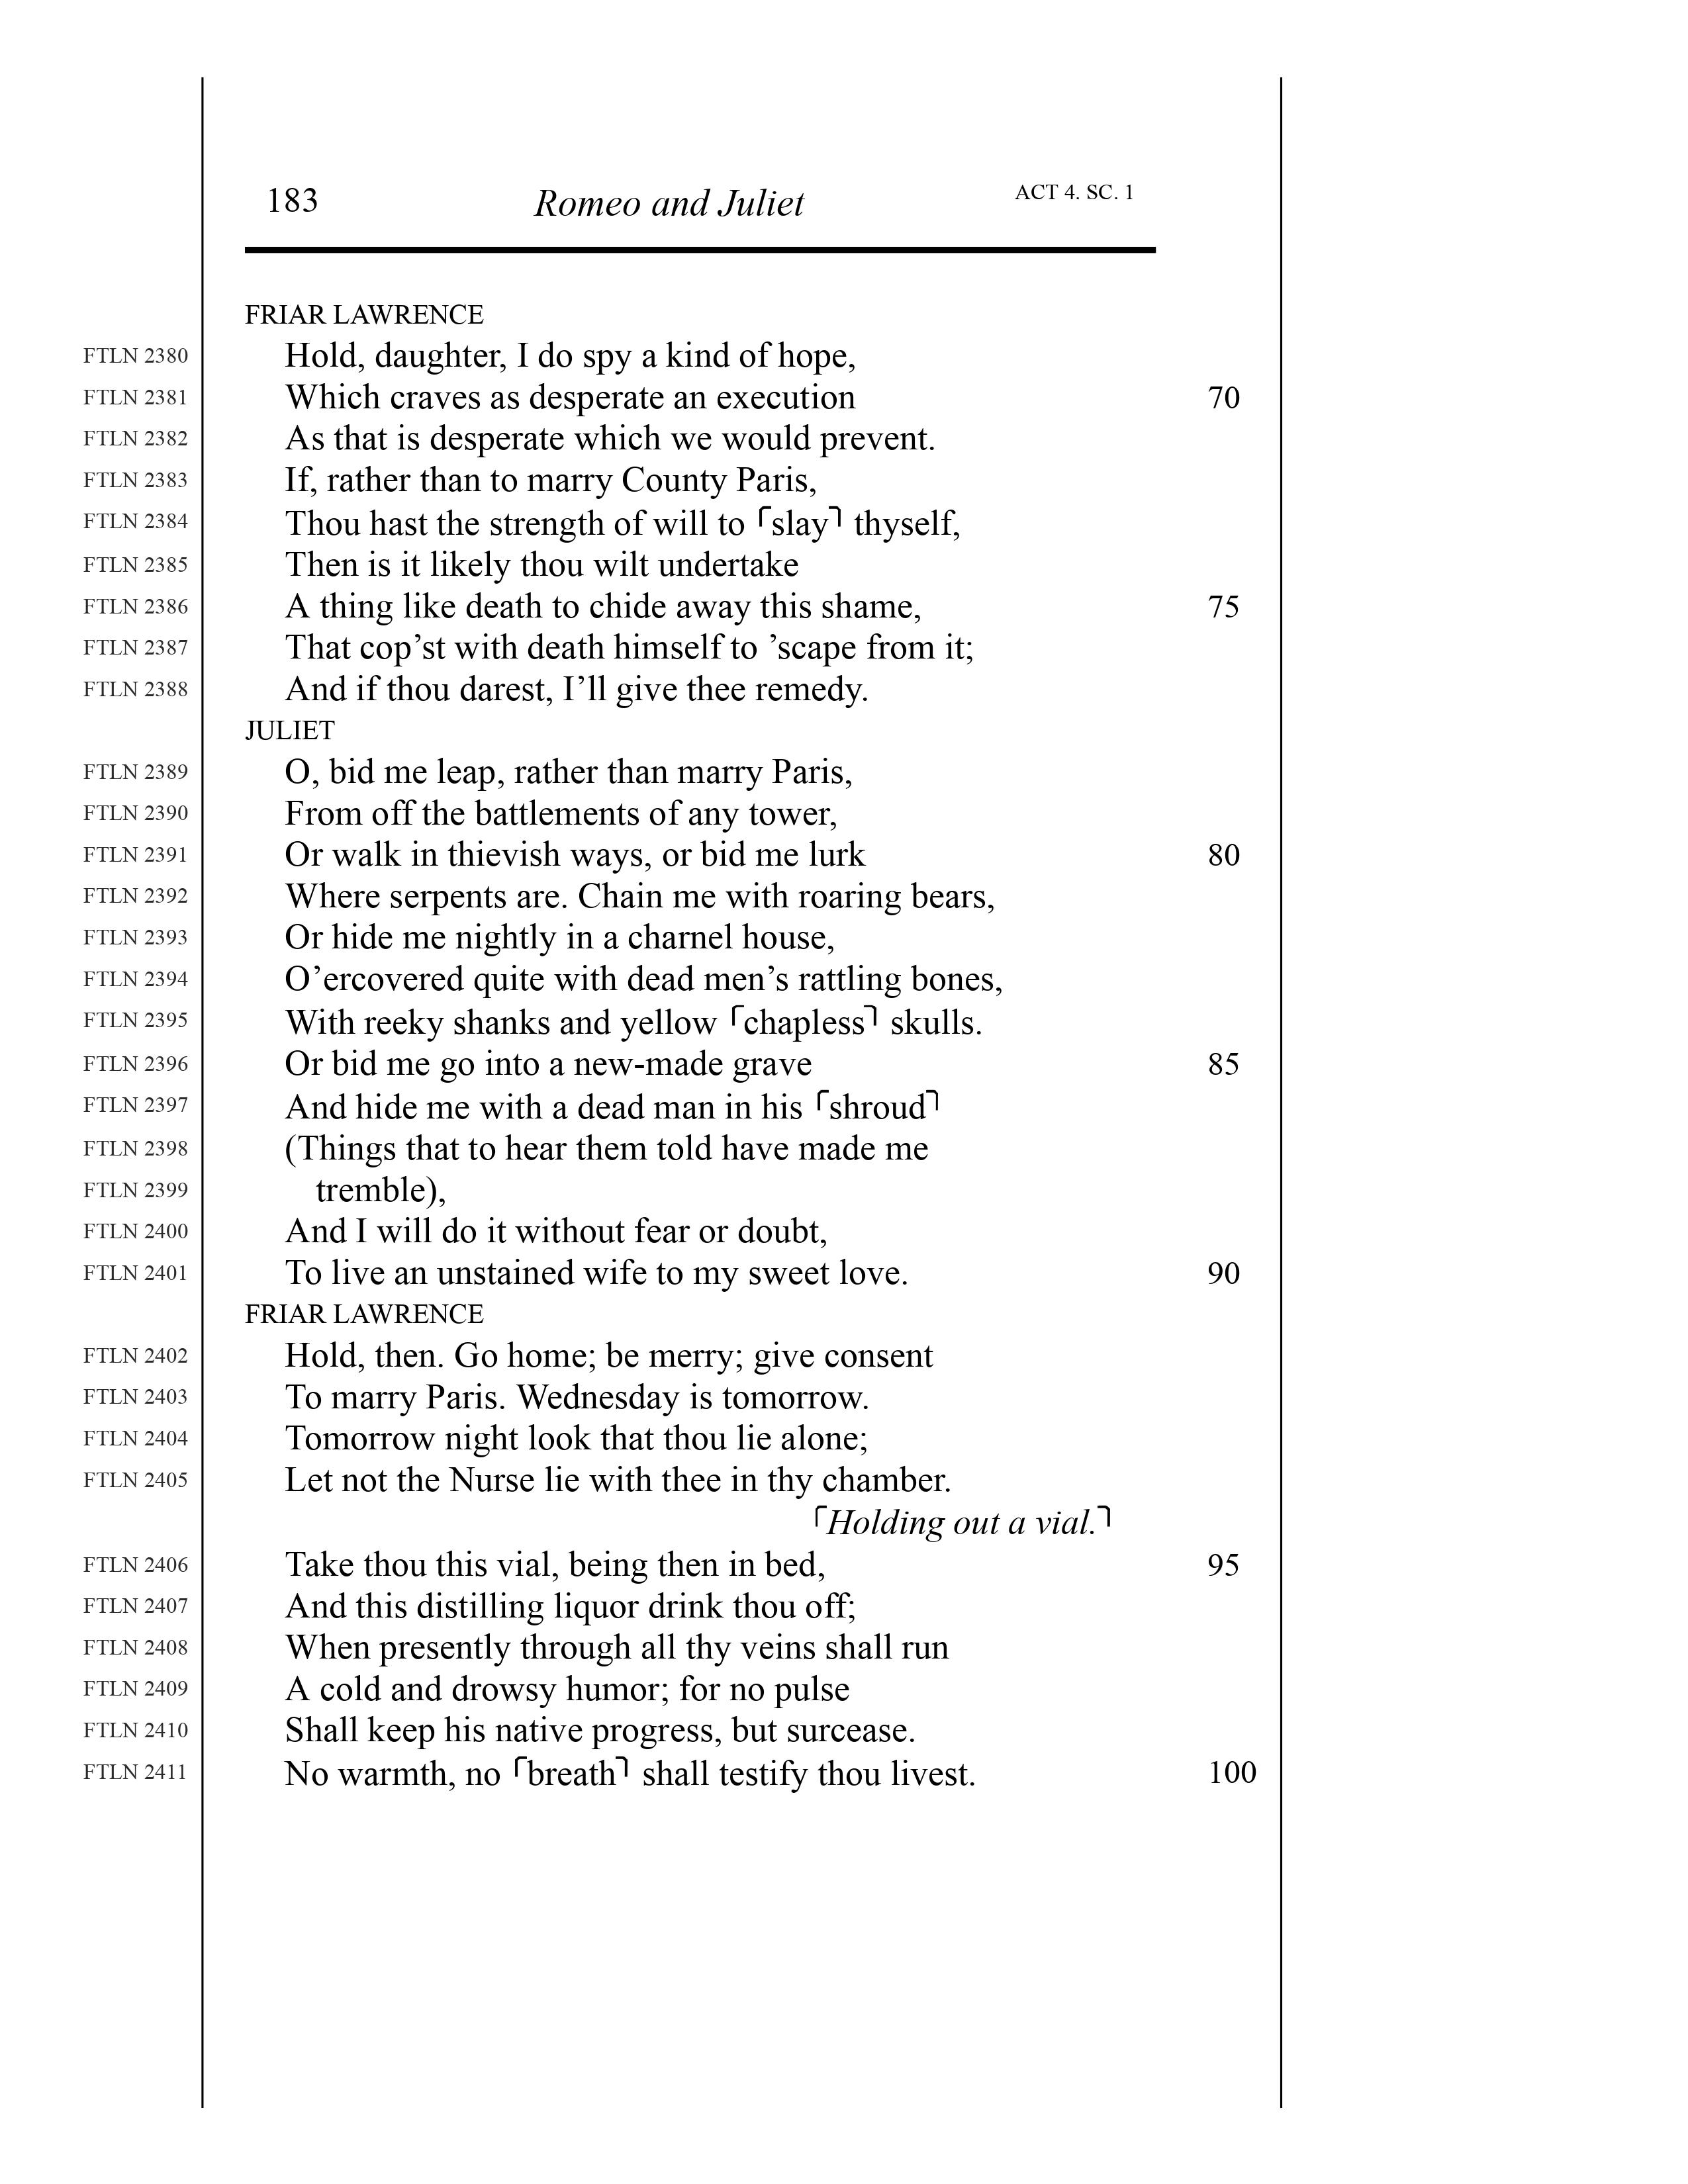 183 Romeo and Juliet ACT 4. SC. 1
FRIAR LAWRENCE
FTLN 2380 Hold, daughter, I do spy a kind of hope,
FTLN 2381 Which craves as desperate an execution 70
FTLN 2382 As that is desperate which we would prevent.
FTLN 2383 If, rather than to marry County Paris,
FTLN 2384 Thou hast the strength of will to ⌜slay⌝ thyself,
FTLN 2385 Then is it likely thou wilt undertake
FTLN 2386 A thing like death to chide away this shame, 75
FTLN 2387 That cop’st with death himself to ’scape from it;
FTLN 2388 And if thou darest, I’ll give thee remedy.
JULIET
FTLN 2389 O, bid me leap, rather than marry Paris,
FTLN 2390 From off the battlements of any tower,
FTLN 2391 Or walk in thievish ways, or bid me lurk 80
FTLN 2392 Where serpents are. Chain me with roaring bears,
FTLN 2393 Or hide me nightly in a charnel house,
FTLN 2394 O’ercovered quite with dead men’s rattling bones,
FTLN 2395 With reeky shanks and yellow ⌜chapless⌝ skulls.
FTLN 2396 Or bid me go into a new-made grave 85
FTLN 2397 And hide me with a dead man in his ⌜shroud⌝
FTLN 2398 (Things that to hear them told have made me
FTLN 2399 tremble),
FTLN 2400 And I will do it without fear or doubt,
FTLN 2401 To live an unstained wife to my sweet love. 90
FRIAR LAWRENCE
FTLN 2402 Hold, then. Go home; be merry; give consent
FTLN 2403 To marry Paris. Wednesday is tomorrow.
FTLN 2404 Tomorrow night look that thou lie alone;
FTLN 2405 Let not the Nurse lie with thee in thy chamber.
⌜Holding out a vial.⌝
FTLN 2406 Take thou this vial, being then in bed, 95
FTLN 2407 And this distilling liquor drink thou off;
FTLN 2408 When presently through all thy veins shall run
FTLN 2409 A cold and drowsy humor; for no pulse
FTLN 2410 Shall keep his native progress, but surcease.
FTLN 2411 No warmth, no ⌜breath⌝ shall testify thou livest. 100